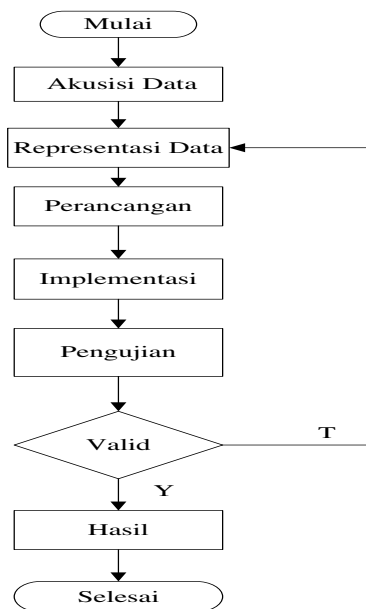 Mulai
Akusisi Data
Representasi Data
Perancangan
Implementasi
Pengujian
Valid
T
Y
Hasil
Selesai